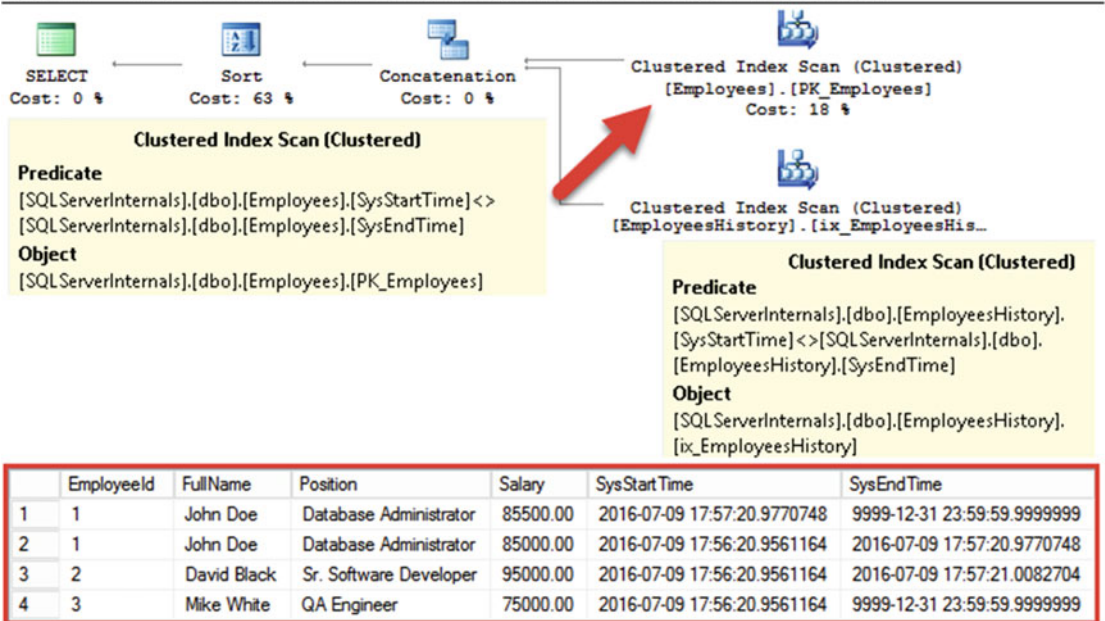 SELECT
Cost: 0 %
Sort
Cost: 63 %
Concatenation
Cost: 0 %
Clustered Index Scan (Clustered)
[Employees].[PK_Employees]
Cost: 18 %
Clustered Index Scan (Clustered)
Predicate
[SQLServerInternals].[dbo].[Employees].[SysStartTime]<>
[SQLServerInternals].[dbo].[Employees].[SysEndTime]
Object
[SQLServerInternals].[dbo].[Employees].[PK_Employees]
Clustered Index Scan (Clustered)
[EmployeesHistory].[ix_EmployeesHis…
Clustered Index Scan (Clustered)
Predicate
[SQLServerInternals].[dbo].[EmployeesHistory].
[SysStartTime]<>[SQLServerInternals].[dbo].
[EmployeesHistory].[SysEndTime]
Object
[SQLServerInternals].[dbo].[EmployeesHistory].
[ix_EmployeesHistory]
EmployeeId FullName Position Salary SysStartTime SysEndTime
1 1 John Doe Database Administrator 85500.00 2016-07-09 17:57:20.9770748 9999-12-31 23:59:59.9999999
2 1 John Doe Database Administrator 85000.00 2016-07-09 17:56:20.9561164 2016-07-09 17:57:20.9770748
3 2 David Black Sr. Software Developer 95000.00 2016-07-09 17:56:20.9561164 2016-07-09 17:57:21.0082704
4 3 Mike White QA Engineer 75000.00 2016-07-09 17:56:20.9561164 9999-12-31 23:59:59.9999999